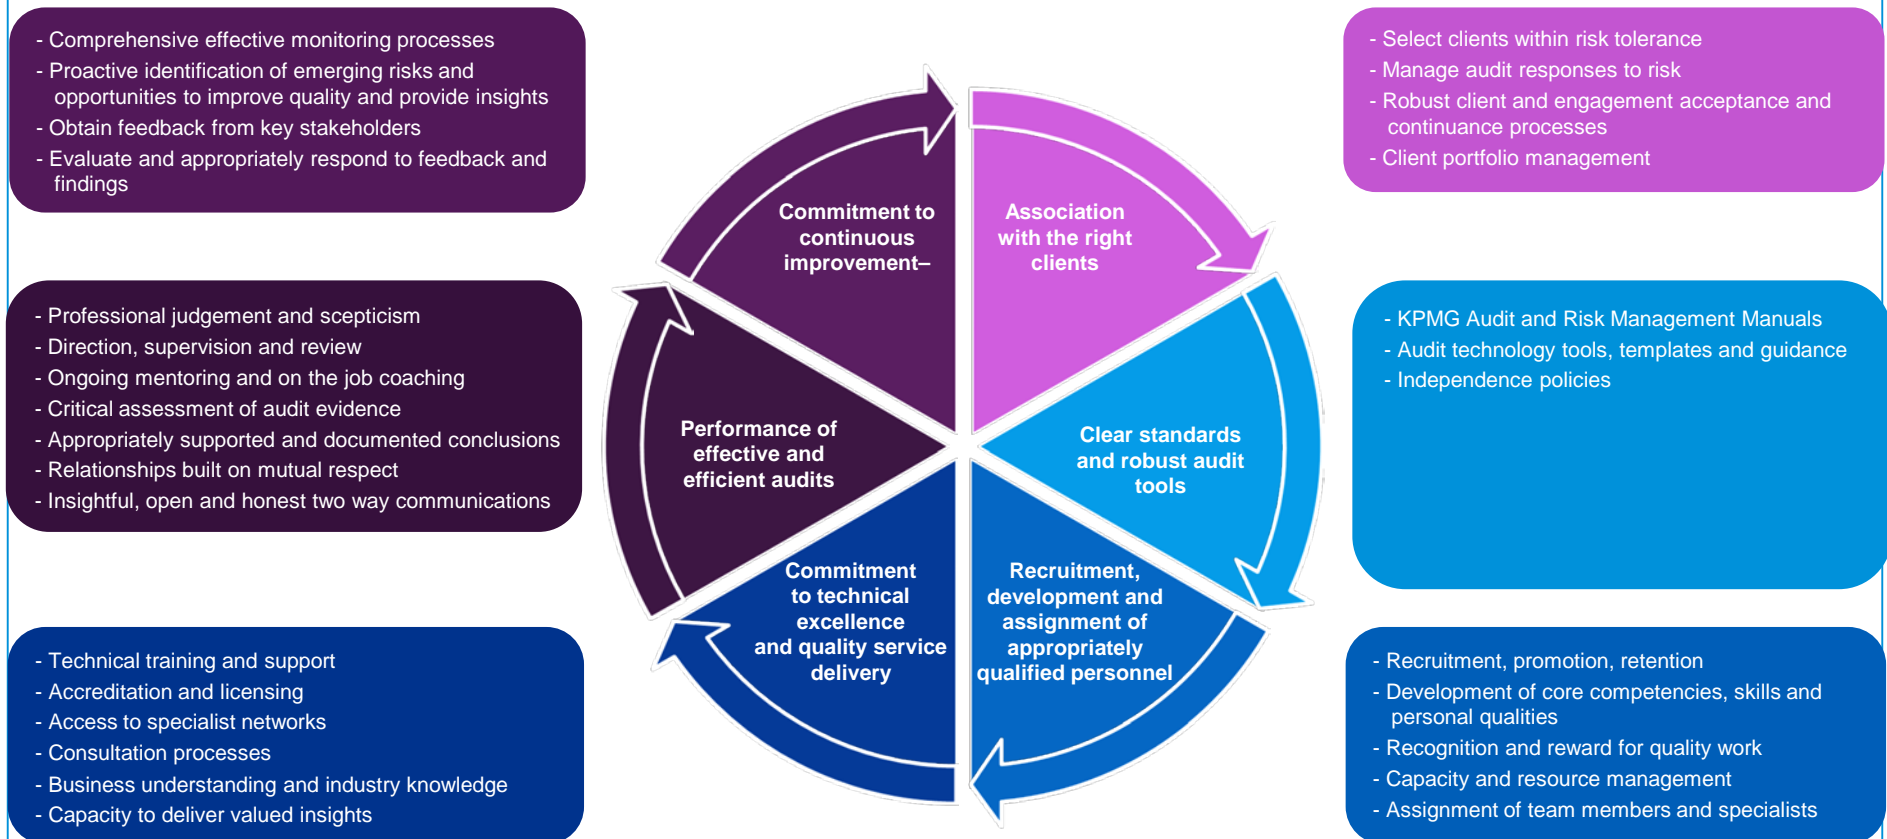 - Comprehensive effective monitoring processes
- Proactive identification of emerging risks and
opportunities to improve quality and provide insights
- Obtain feedback from key stakeholders
- Evaluate and appropriately respond to feedback and
findings
- Select clients within risk tolerance
- Manage audit responses to risk
- Robust client and engagement acceptance and
continuance processes
- Client portfolio management
Commitment to
continuous
improvement–
Association
with the right
clients
- Professional judgement and scepticism
- Direction, supervision and review
- Ongoing mentoring and on the job coaching
- Critical assessment of audit evidence
- Appropriately supported and documented conclusions
- Relationships built on mutual respect
- Insightful, open and honest two way communications
Performance of
effective and
efficient audits
Clear standards
and robust audit
tools
- KPMG Audit and Risk Management Manuals
- Audit technology tools, templates and guidance
- Independence policies
Commitment
to technical
excellence
and quality service
delivery
Recruitment,
development and
assignment of
appropriately
qualified personnel
- Technical training and support
- Accreditation and licensing
- Access to specialist networks
- Consultation processes
- Business understanding and industry knowledge
- Capacity to deliver valued insights
- Recruitment, promotion, retention
- Development of core competencies, skills and
personal qualities
- Recognition and reward for quality work
- Capacity and resource management
- Assignment of team members and specialists